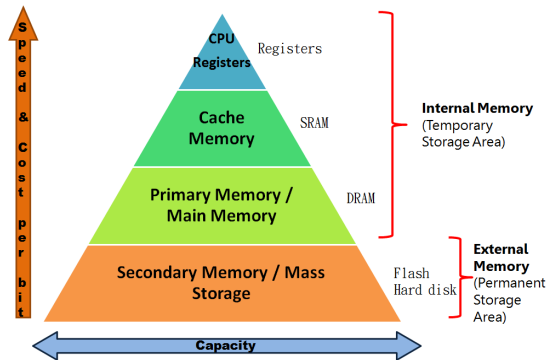 Speed & Cost per bit
CPU
Registers
Registers
Cache
Memory
SRAM
Primary Memory /
Main Memory
DRAM
Secondary Memory / Mass
Storage
Flash
Hard disk
Internal Memory
(Temporary
Storage Area)
External
Memory
(Permanent
Storage
Area)
Capacity